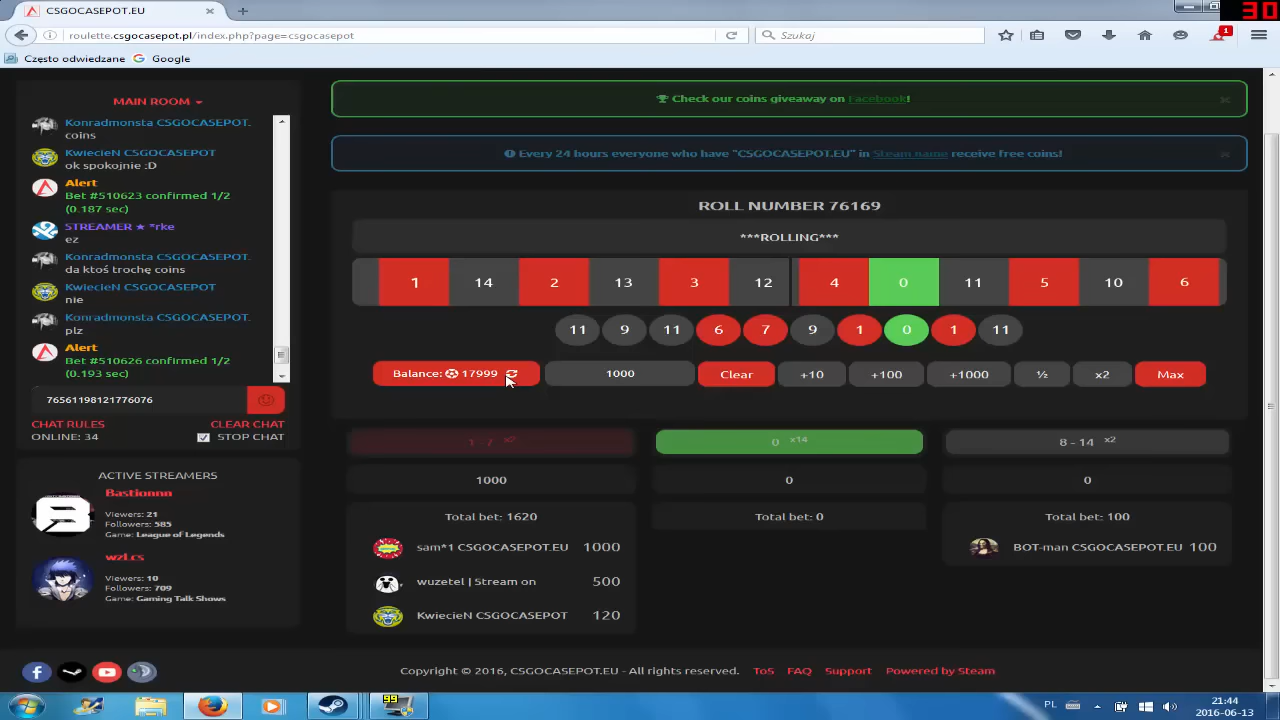 CSGOCASEPOT.EU
30
roulette.csgocasepot.pl/index.php?page=csgocasepot
Szukaj
1
Często odwiedzane
Google
MAIN ROOM
Konradmonsta CSGOCASEPOT.
coins
KwiecieN CSGOCASEPOT
ok spokojnie :D
Alert
Bet #510623 confirmed 1/2
(0.187 sec)
STREAMER ★ *rke
ez
Konradmonsta CSGOCASEPOT.
da ktoś trochę coins
KwiecieN CSGOCASEPOT
nie
Konradmonsta CSGOCASEPOT.
plz
Alert
Bet #510626 confirmed 1/2
(0.193 sec)
76561198121776076
CHAT RULES
CLEAR CHAT
ONLINE: 34
STOP CHAT
ACTIVE STREAMERS
Bastionnn
Viewers: 21
Followers: 585
Game: League of Legends
wzl.cs
Viewers: 10
Followers: 709
Game: Gaming Talk Shows
Check our coins giveaway on Facebook!
Every 24 hours everyone who have "CSGOCASEPOT.EU" in Steam name receive free coins!
ROLL NUMBER 76169
***ROLLING***
1 14 2 13 3 12 4 0 11 5 10 6
11 9 11 6 7 9 1 0 1 11
Balance: 17999
1000
Clear
+10
+100
+1000
½
x2
Max
1 - 7 x2
0 x14
8 - 14 x2
1000
0
0
Total bet: 1620
Total bet: 0
Total bet: 100
sam*1 CSGOCASEPOT.EU 1000
BOT-man CSGOCASEPOT.EU 100
wuzetel | Stream on 500
KwiecieN CSGOCASEPOT 120
Copyright © 2016, CSGOCASEPOT.EU - All rights reserved.
ToS
FAQ
Support
Powered by Steam
99
PL
21:44
2016-06-13